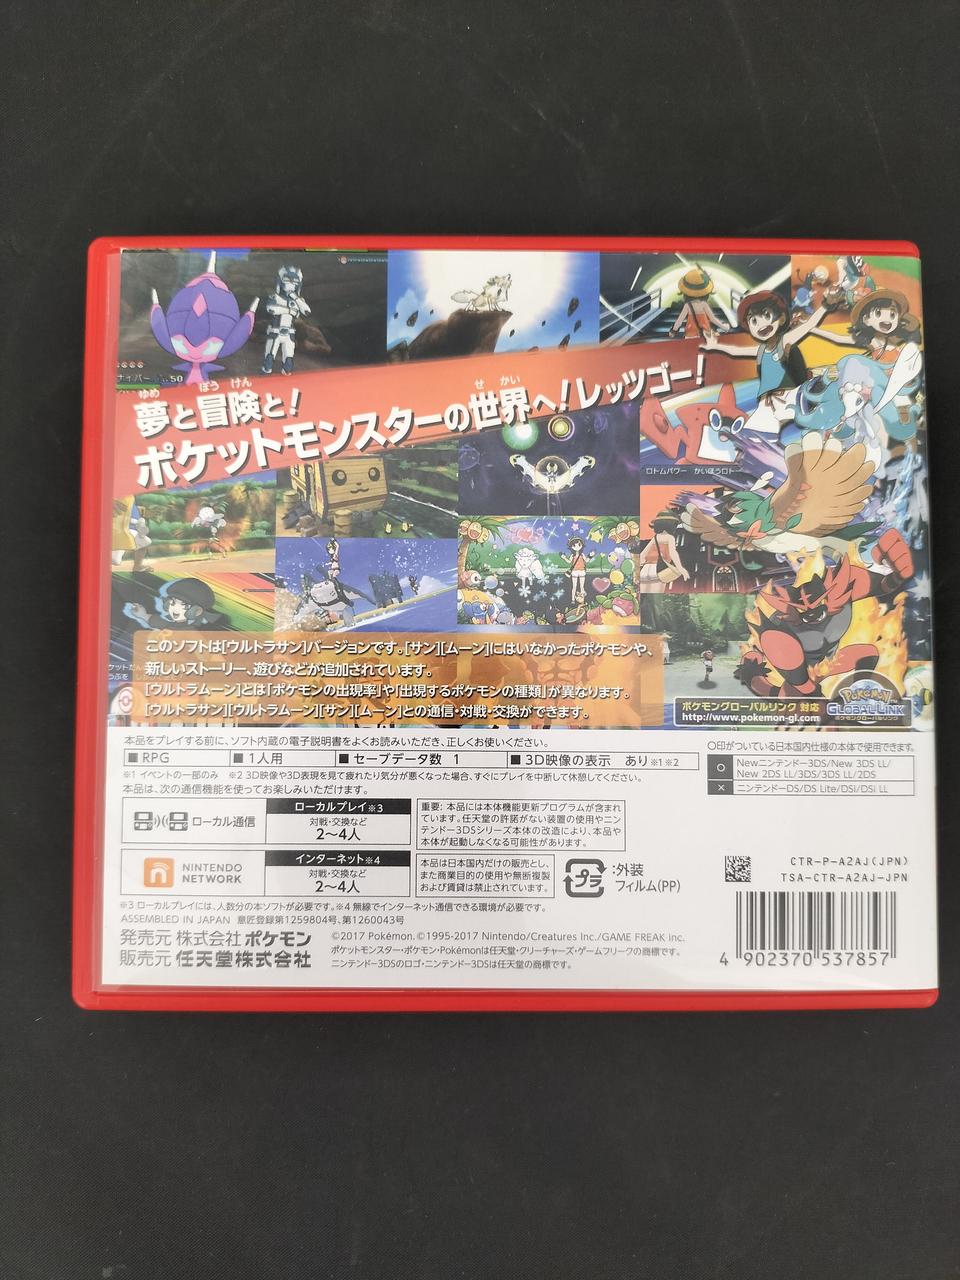 ゆめ ぼう けん
夢と冒険と!
せ かい
ポケットモンスターの世界へ!レッツゴー!
ロトムパワー かいほうロトー
このソフトは[ウルトラサン]バージョンです。[サン][ムーン]にはいなかったポケモンや、
新しいストーリー、遊びなどが追加されています。
[ウルトラムーン]とは「ポケモンの出現率」や「出現するポケモンの種類」が異なります。
[ウルトラサン][ウルトラムーン][サン][ムーン]との通信・対戦・交換ができます。
ポケモングローバルリンク 対応
http://www.pokemon-gl.com
Pokémon
GLOBAL LINK
ポケモングローバルリンク
本品をプレイする前に、ソフト内蔵の電子説明書をよくお読みいただき、正しくお使いください。
■RPG ■1人用 ■セーブデータ数 1 ■3D映像の表示 あり※1※2
※1 イベントの一部のみ ※2 3D映像や3D表現を見て疲れたり気分が悪くなった場合、すぐにプレイを中断して休憩してください。
本品は、次の通信機能を使ってお楽しみいただけます。
○印がついている日本国内仕様の本体で使用できます。
○ Newニンテンドー3DS/New 3DS LL/
New 2DS LL/3DS/3DS LL/2DS
× ニンテンドーDS/DS Lite/DSi/DSi LL
ローカル通信
ローカルプレイ※3
対戦・交換など
2〜4人
重要: 本品には本体機能更新プログラムが含まれ
ています。任天堂の許諾がない装置の使用やニン
テンドー3DSシリーズ本体の改造により、本品や
本体が起動しなくなる可能性があります。
NINTENDO
NETWORK
インターネット※4
対戦・交換など
2〜4人
本品は日本国内だけの販売とし、
また商業目的の使用や無断複製
および賃貸は禁止されています。
プラ
:外装
フィルム(PP)
CTR-P-A2AJ(JPN)
TSA-CTR-A2AJ-JPN
※3 ローカルプレイには、人数分の本ソフトが必要です。※4 無線でインターネット通信できる環境が必要です。
ASSEMBLED IN JAPAN 意匠登録第1259804号、第1260043号
発売元 株式会社ポケモン
販売元 任天堂株式会社
©2017 Pokémon. ©1995-2017 Nintendo/Creatures Inc./GAME FREAK inc.
ポケットモンスター・ポケモン・Pokémonは任天堂・クリーチャーズ・ゲームフリークの商標です。
ニンテンドー3DSのロゴ・ニンテンドー3DSは任天堂の商標です。
4 902370 537857